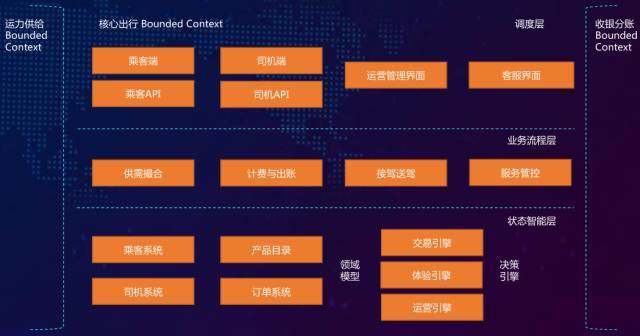 运力供给
Bounded
Context
核心出行 Bounded Context
调度层
收银分账
Bounded
Context
乘客端
司机端
运营管理界面
客服界面
乘客API
司机API
业务流程层
供需撮合
计费与出账
接驾送驾
服务管控
状态智能层
乘客系统
产品目录
司机系统
订单系统
领域
模型
交易引擎
体验引擎
运营引擎
决策
引擎